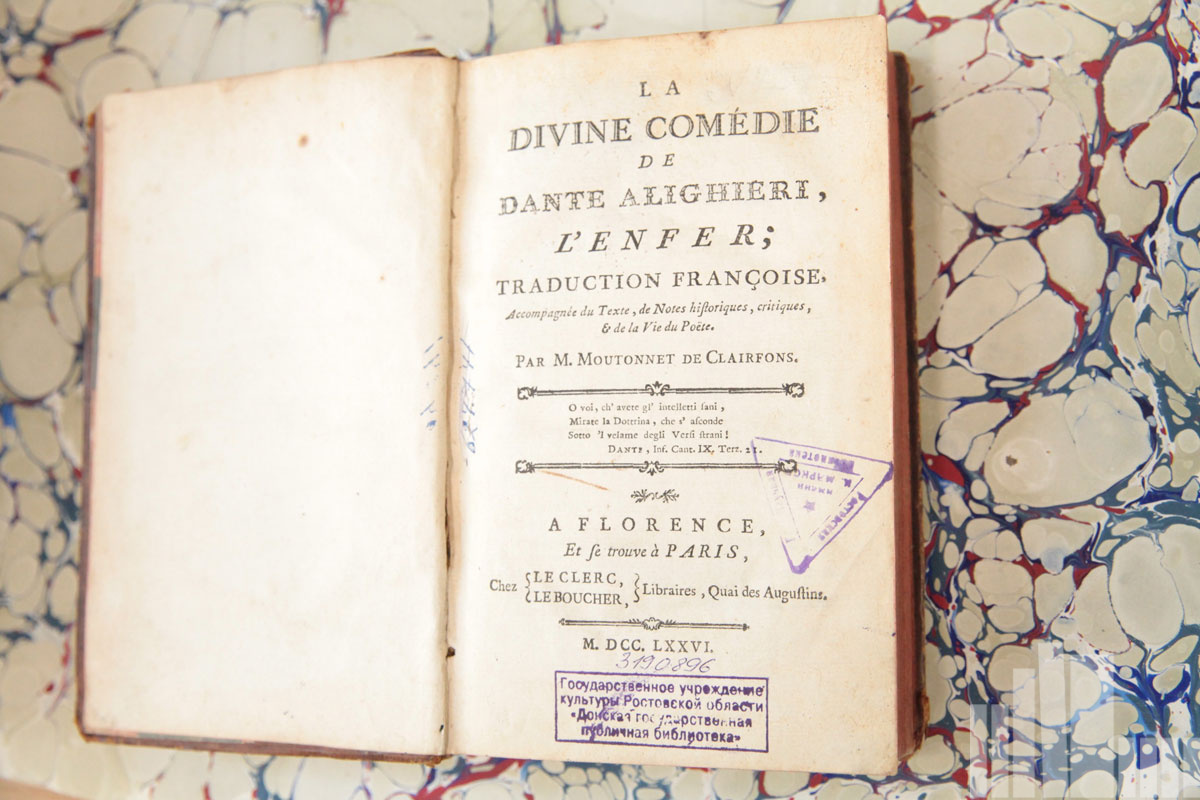 LA
DIVINE COMÉDIE
DE
DANTE ALIGHIERI,
L'ENFER;
TRADUCTION FRANÇOISE,
Accompagnée du Texte, de Notes hiſtoriques, critiques,
& de la Vie du Poëte.
PAR M. MOUTONNET DE CLAIRFONS.
O voi, ch' avete gl' intelletti ſani,
Mirate la Dottrina, che s' aſconde
Sotto 'l velame degli Verſi ſtrani!
DANTE, Inf. Cant. IX, Terz. 21.
A FLORENCE,
Et ſe trouve à PARIS,
Chez {LE CLERC, LE BOUCHER,} Libraires, Quai des Auguſtins.
M. DCC. LXXVI.
3190896
Государственное учреждение
культуры Ростовской области
«Донская государственная
публичная библиотека»